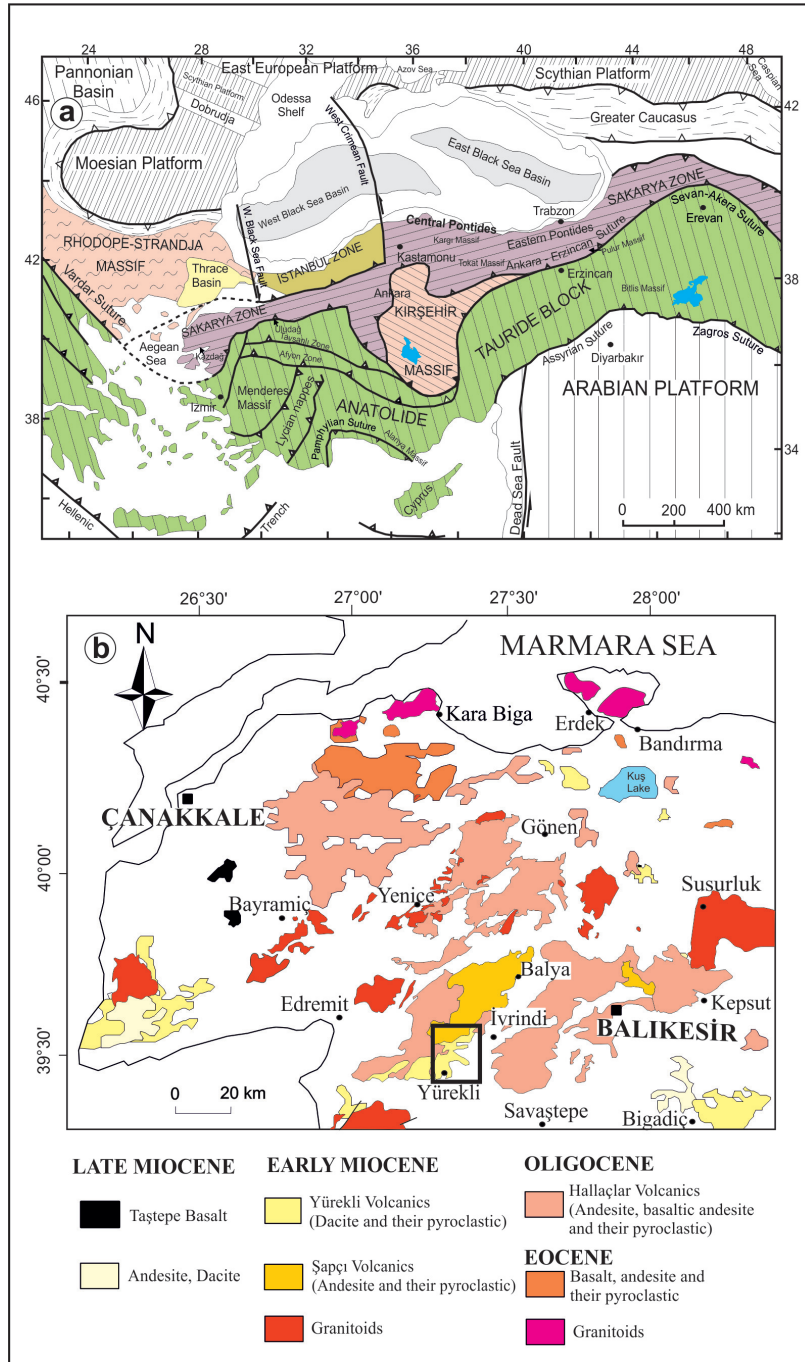 24
28
32
36
40
44
48
East European Platform
Azov Sea
Pannonian
Basin
Scythian Platform
Scythian Platform
Caspian
Sea
46
42
a
Dobrudja
Odessa
Shelf
West Crimean Fault
Greater Caucasus
Moesian Platform
East Black Sea Basin
West Black Sea Basin
W. Black Sea Fault
SAKARYA ZONE
Sevan-Akera Suture
Erevan
Trabzon
Central Pontides
Kargı Massif
Eastern Pontides
RHODOPE-STRANDJA
MASSIF
İSTANBUL ZONE
Kastamonu
Tokat Massif
Ankara - Erzincan Suture
Pulur Massif
Erzincan
42
38
Thrace
Basin
Vardar Suture
Ankara
KIRŞEHİR
MASSIF
Bitlis Massif
TAURIDE BLOCK
SAKARYA ZONE
Aegean
Sea
Kazdağ
Uludağ
Tavşanlı Zone
Afyon Zone
Assyrian Suture
Zagros Suture
Diyarbakır
ARABIAN PLATFORM
Menderes
Massif
İzmir
ANATOLIDE
Lycian nappes
Pamphylian Suture
Alanya Massif
38
34
Dead Sea Fault
Cyprus
Hellenic
Trench
0 200 400 km
26°30'
27°00'
27°30'
28°00'
b
N
MARMARA SEA
40°30'
Kara Biga
Erdek
Bandırma
Kuş
Lake
ÇANAKKALE
Gönen
40°00'
Bayramiç
Yenice
Susurluk
Balya
Edremit
İvrindi
Kepsut
BALIKESİR
39°30'
0 20 km
Yürekli
Savaştepe
Bigadiç
LATE MIOCENE
Taştepe Basalt
Andesite, Dacite
EARLY MIOCENE
Yürekli Volcanics
(Dacite and their pyroclastic)
Şapçı Volcanics
(Andesite and their pyroclastic)
Granitoids
OLIGOCENE
Hallaçlar Volcanics
(Andesite, basaltic andesite
and their pyroclastic)
EOCENE
Basalt, andesite and
their pyroclastic
Granitoids